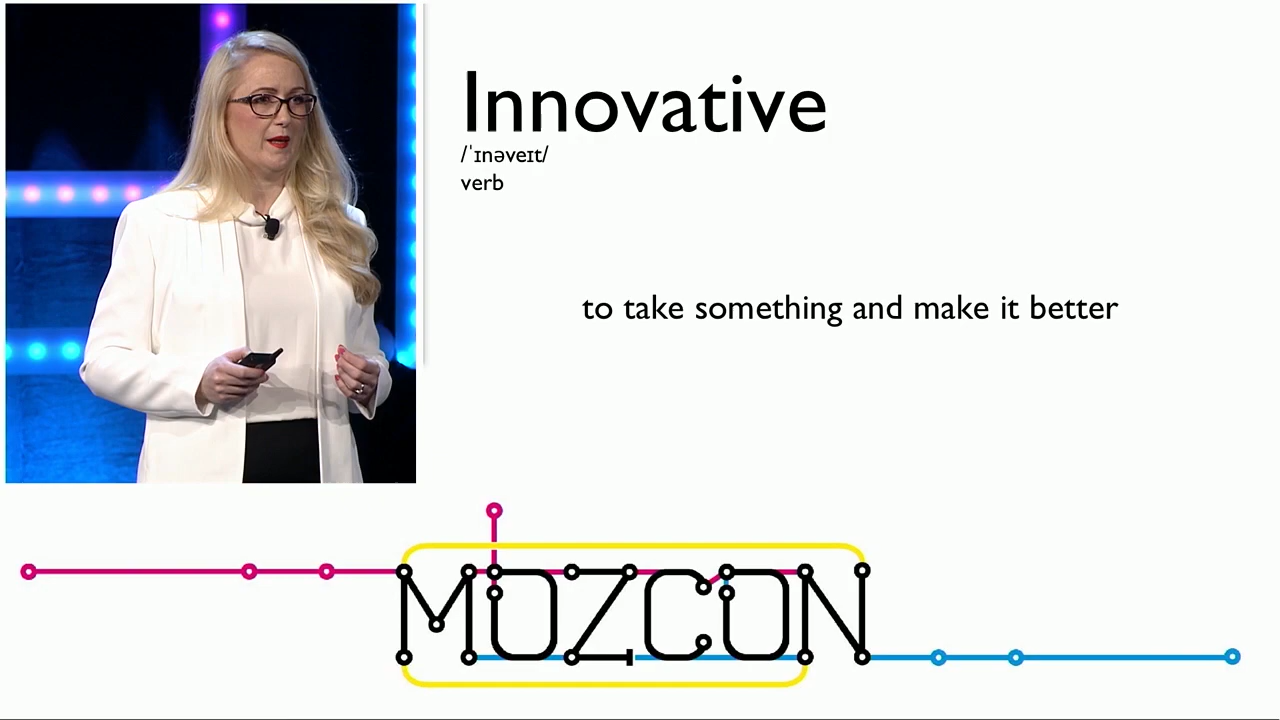 Innovative
/ˈɪnəveɪt/
verb
to take something and make it better
MOZCON